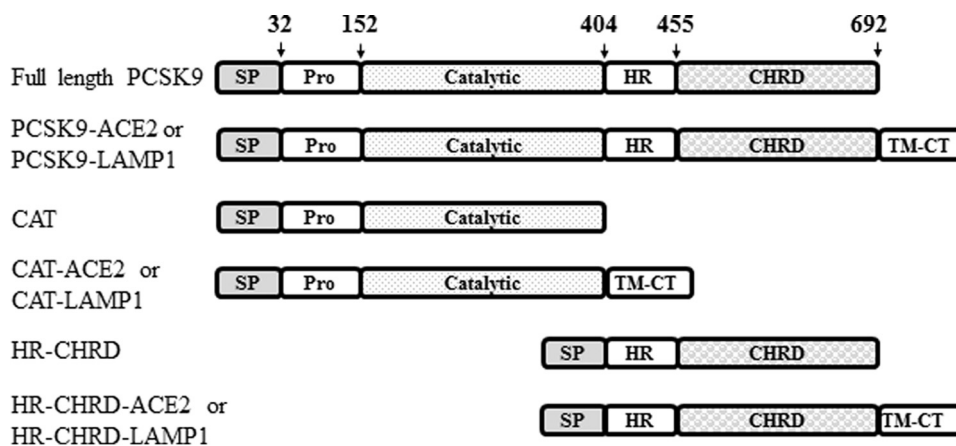 32 152 404 455 692
Full length PCSK9 SP Pro Catalytic HR CHRD
PCSK9-ACE2 or
PCSK9-LAMP1 SP Pro Catalytic HR CHRD TM-CT
CAT SP Pro Catalytic
CAT-ACE2 or
CAT-LAMP1 SP Pro Catalytic TM-CT
HR-CHRD SP HR CHRD
HR-CHRD-ACE2 or
HR-CHRD-LAMP1 SP HR CHRD TM-CT